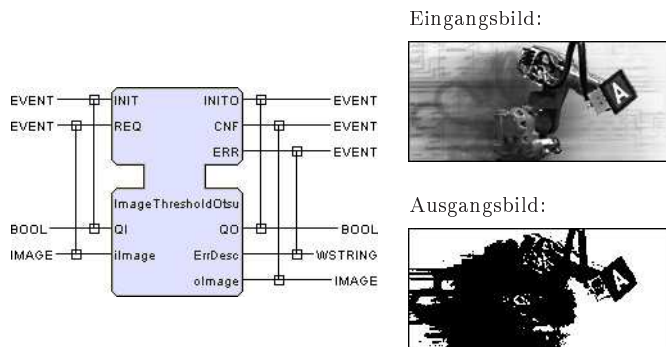 Eingangsbild:
EVENT INIT INITO EVENT
EVENT REQ CNF EVENT
ERR EVENT
A
ImageThresholdOtsu
Ausgangsbild:
BOOL QI QO BOOL
IMAGE iImage ErrDesc WSTRING
oImage IMAGE
A